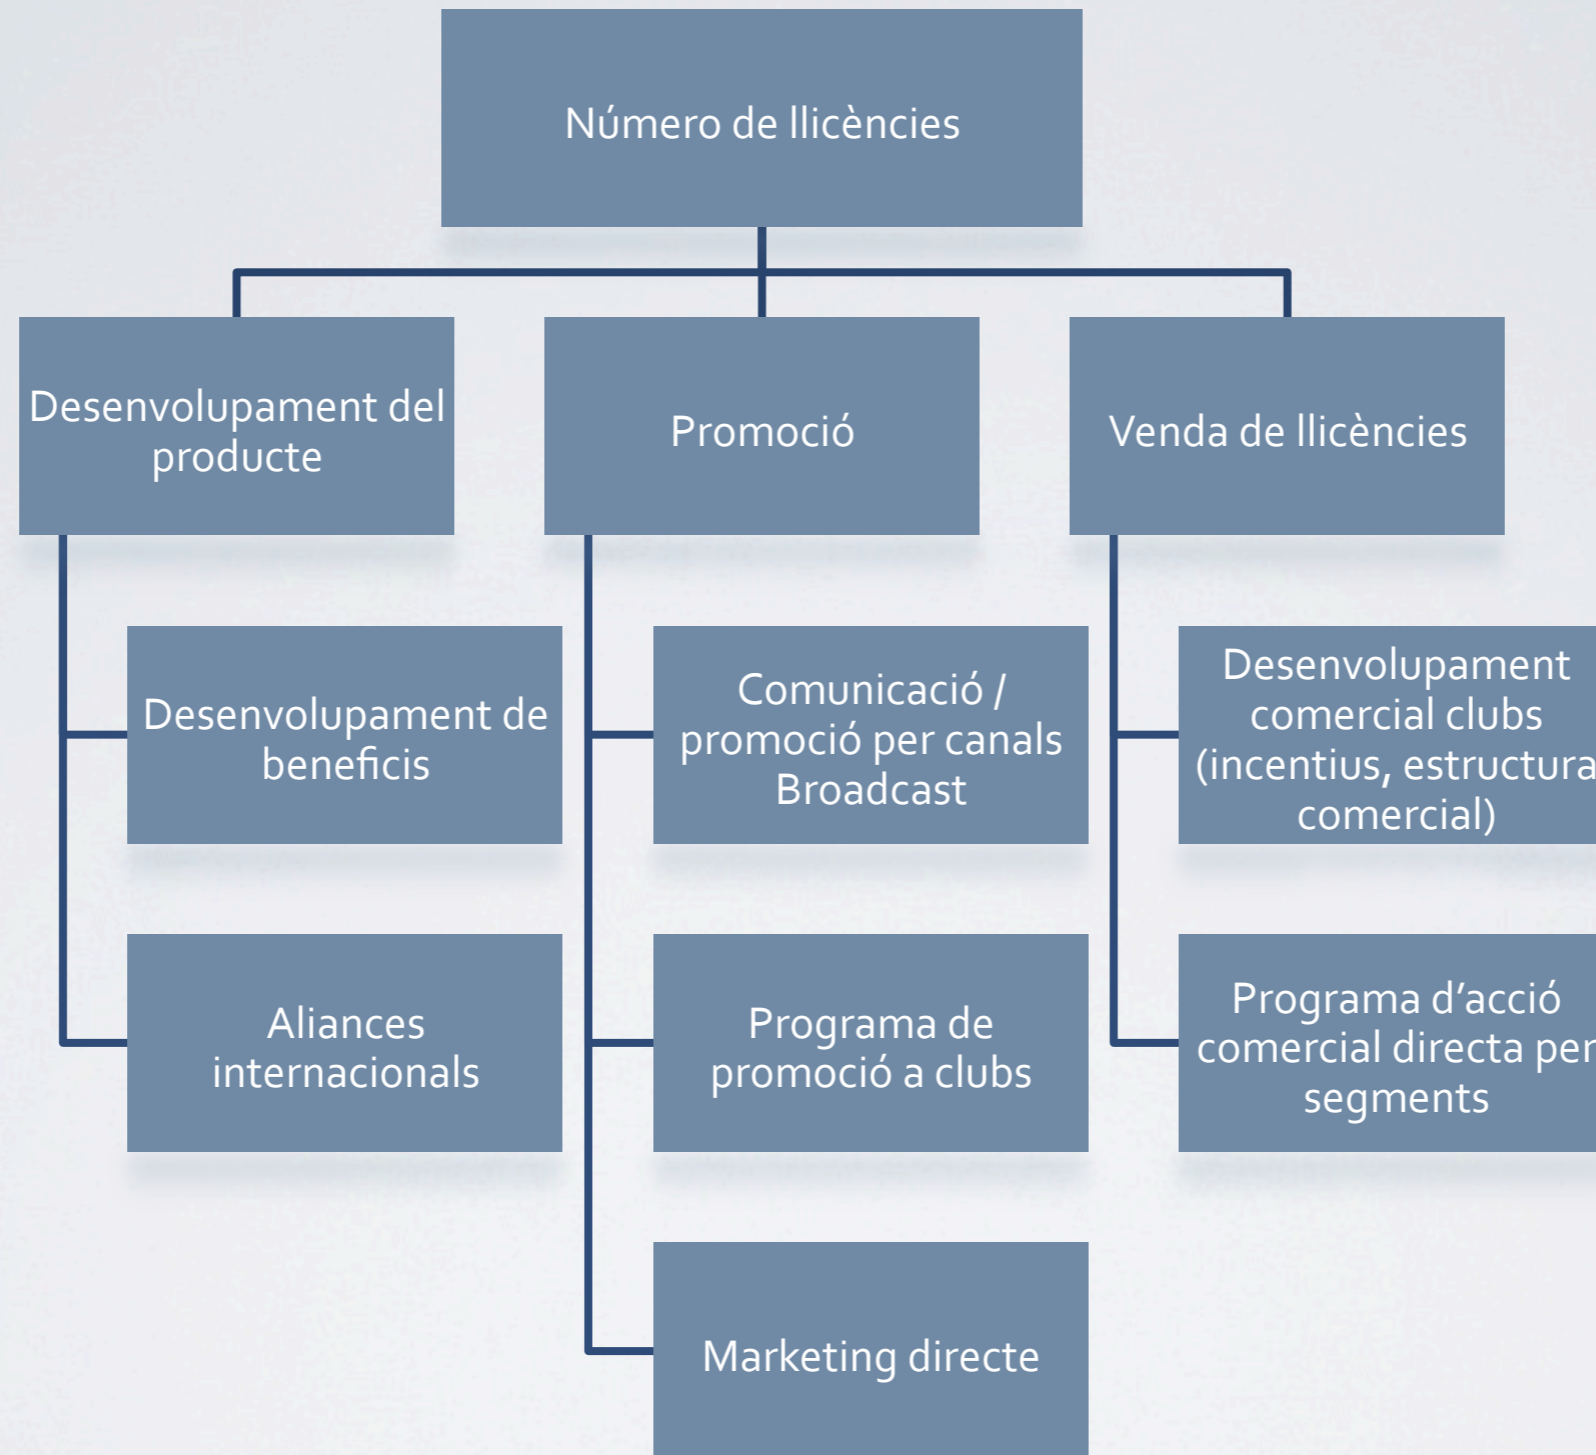 Número de llicències
Desenvolupament del
producte
Promoció
Venda de llicències
Desenvolupament de
beneficis
Comunicació /
promoció per canals
Broadcast
Desenvolupament
comercial clubs
(incentius, estructura
comercial)
Aliances
internacionals
Programa de
promoció a clubs
Programa d’acció
comercial directa per
segments
Marketing directe